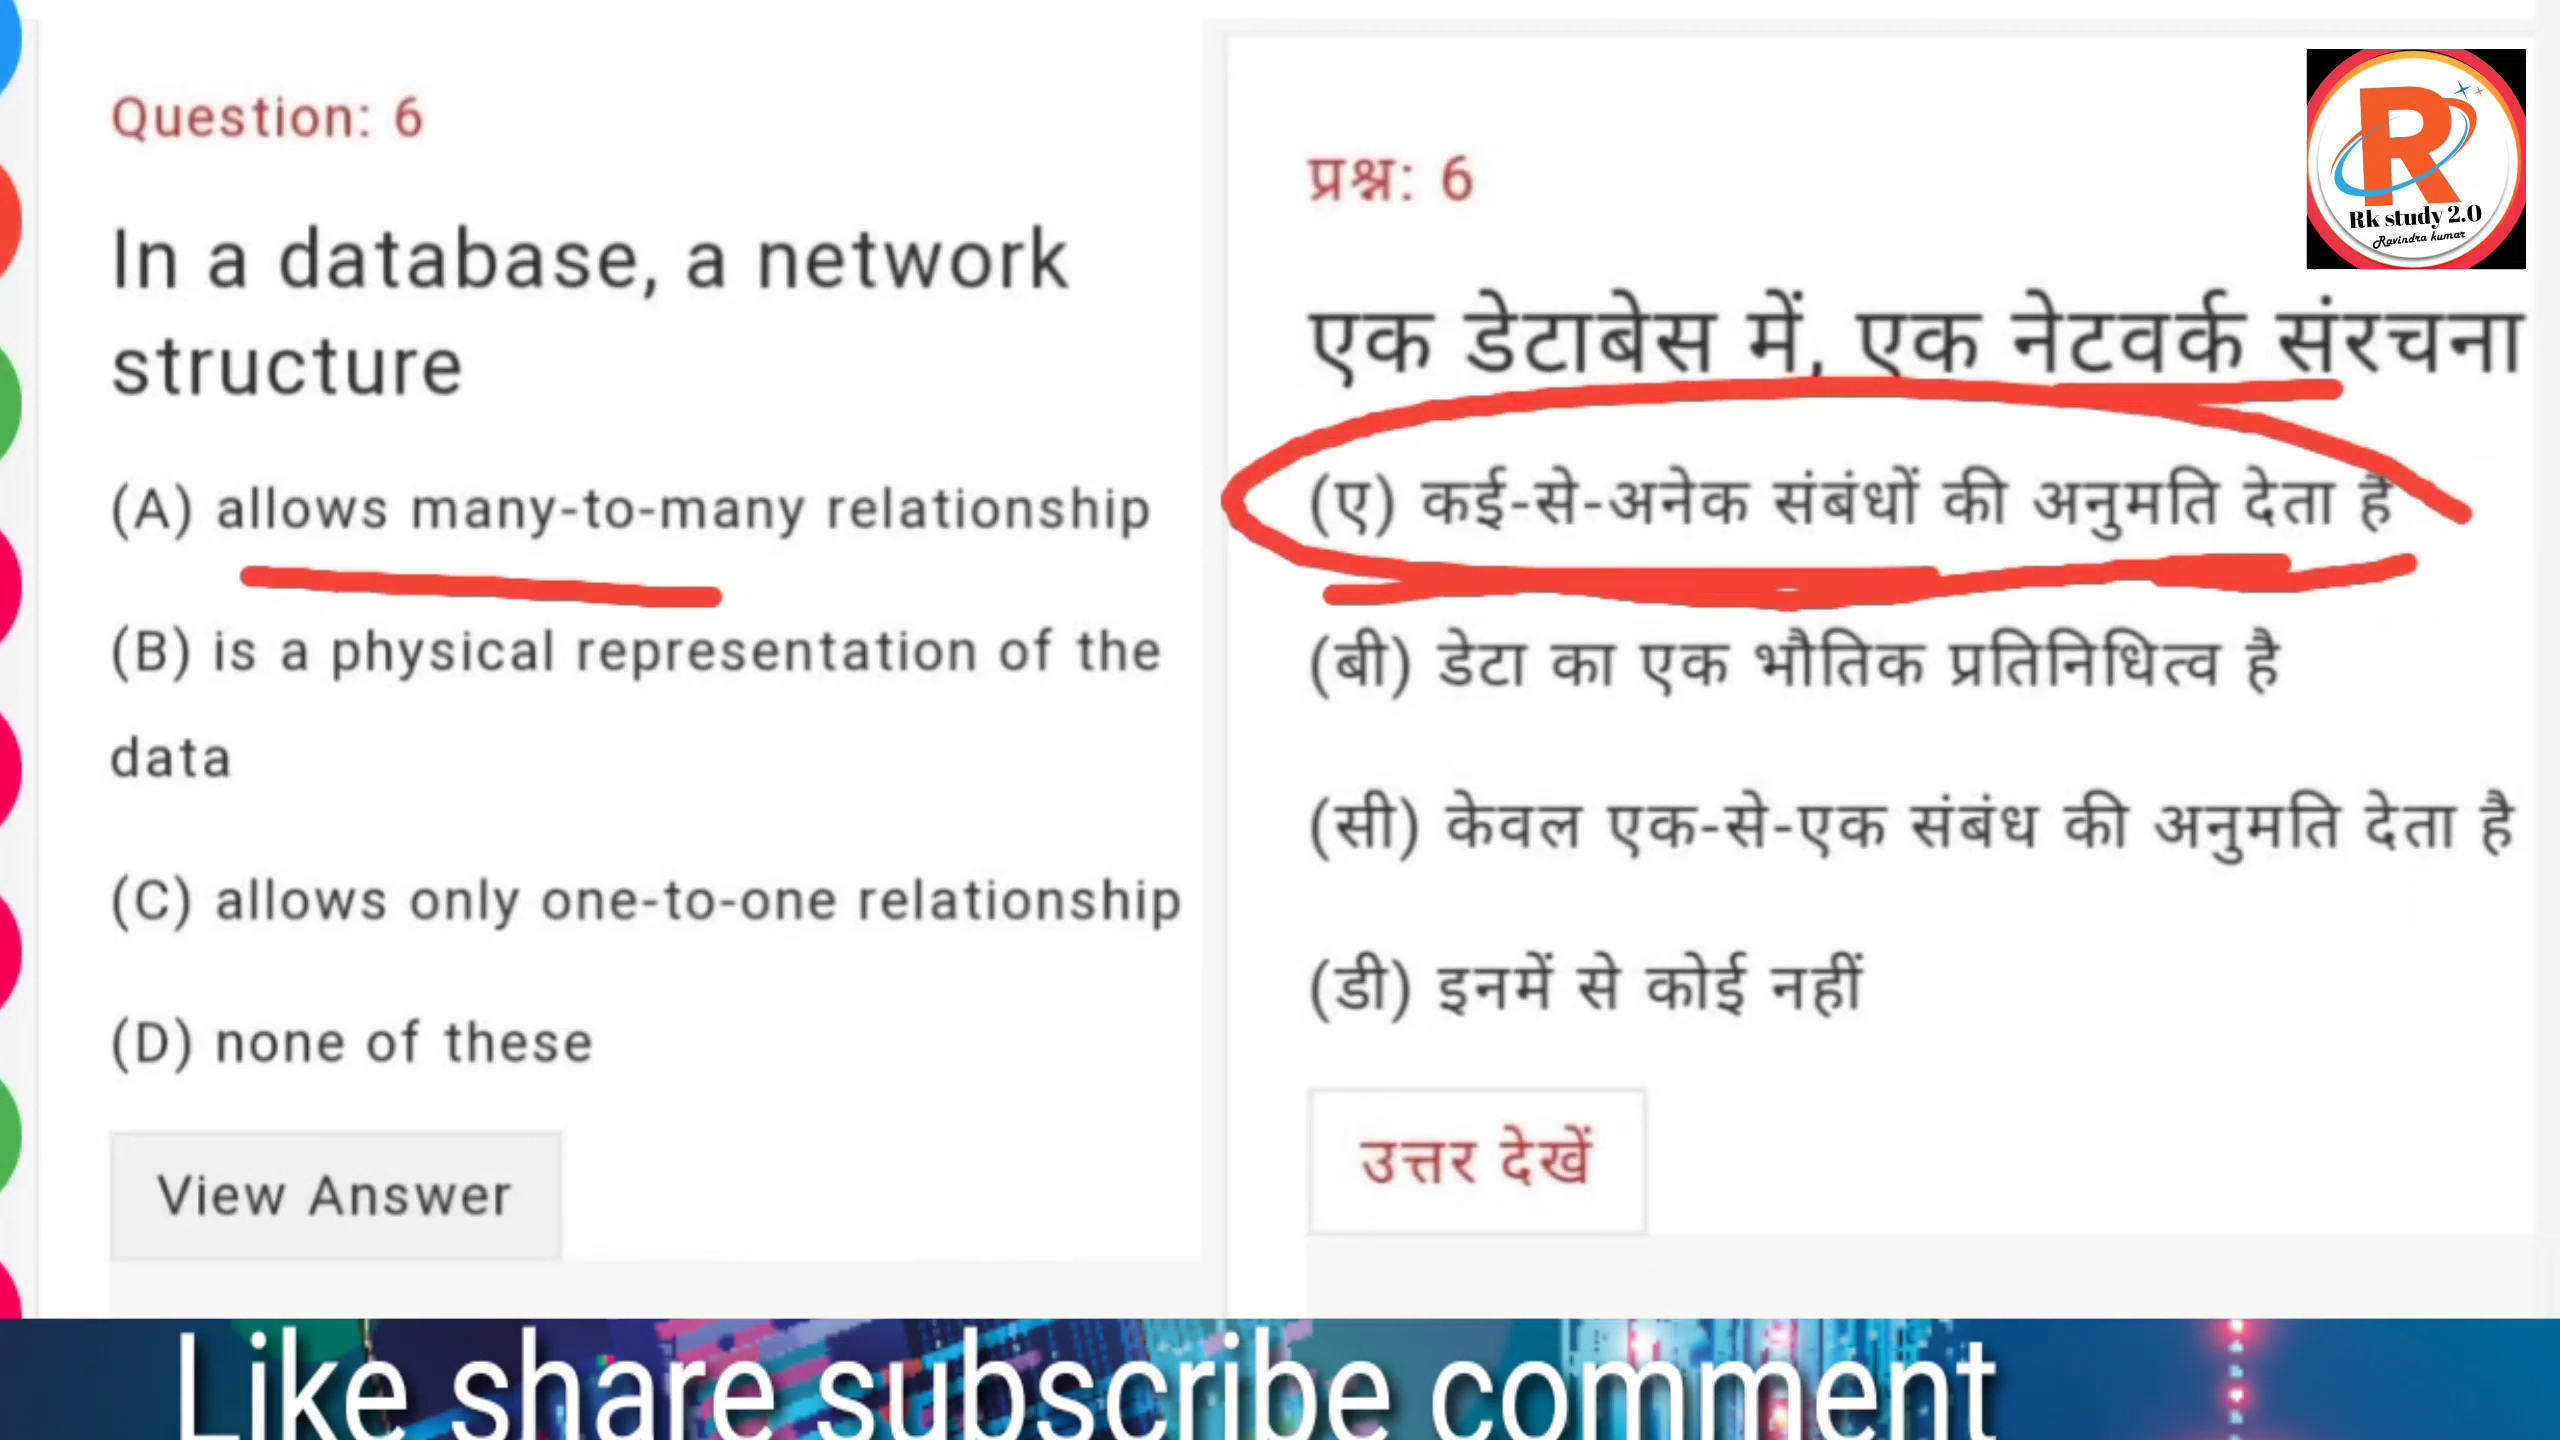 Question: 6
In a database, a network
structure
(A) allows many-to-many relationship
(B) is a physical representation of the
data
(C) allows only one-to-one relationship
(D) none of these
View Answer
प्रश्न: 6
एक डेटाबेस में, एक नेटवर्क संरचना
(ए) कई-से-अनेक संबंधों की अनुमति देता है
(बी) डेटा का एक भौतिक प्रतिनिधित्व है
(सी) केवल एक-से-एक संबंध की अनुमति देता है
(डी) इनमें से कोई नहीं
उत्तर देखें
R
Rk study 2.0
Ravindra kumar
Like share subscribe comment